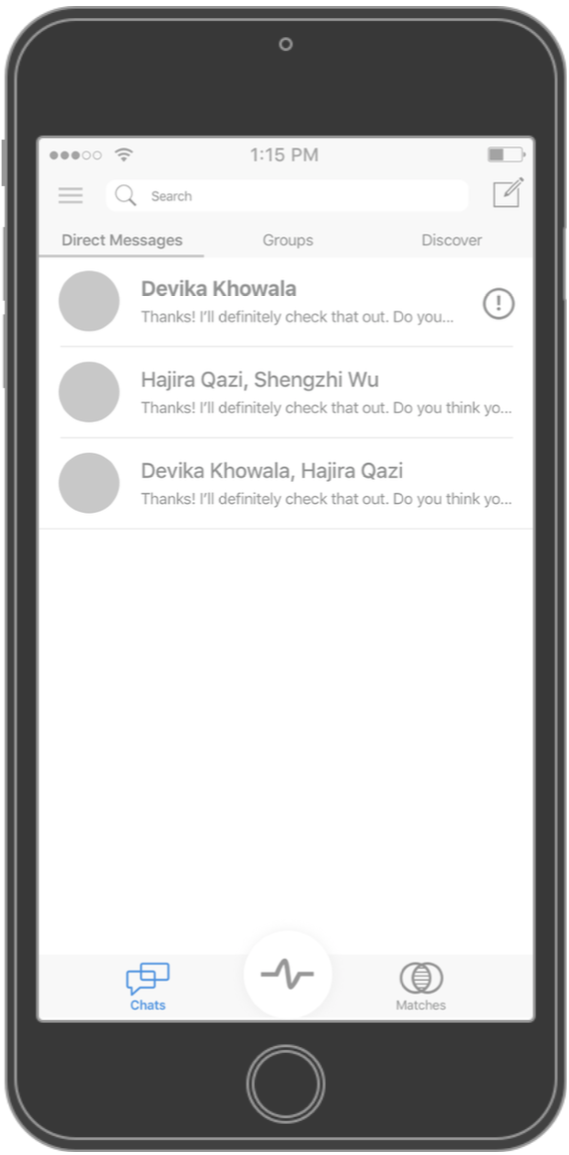 1:15 PM
Search
Direct Messages Groups Discover
Devika Khowala
Thanks! I'll definitely check that out. Do you...
Hajira Qazi, Shengzhi Wu
Thanks! I'll definitely check that out. Do you think yo...
Devika Khowala, Hajira Qazi
Thanks! I'll definitely check that out. Do you think yo...
Chats Matches